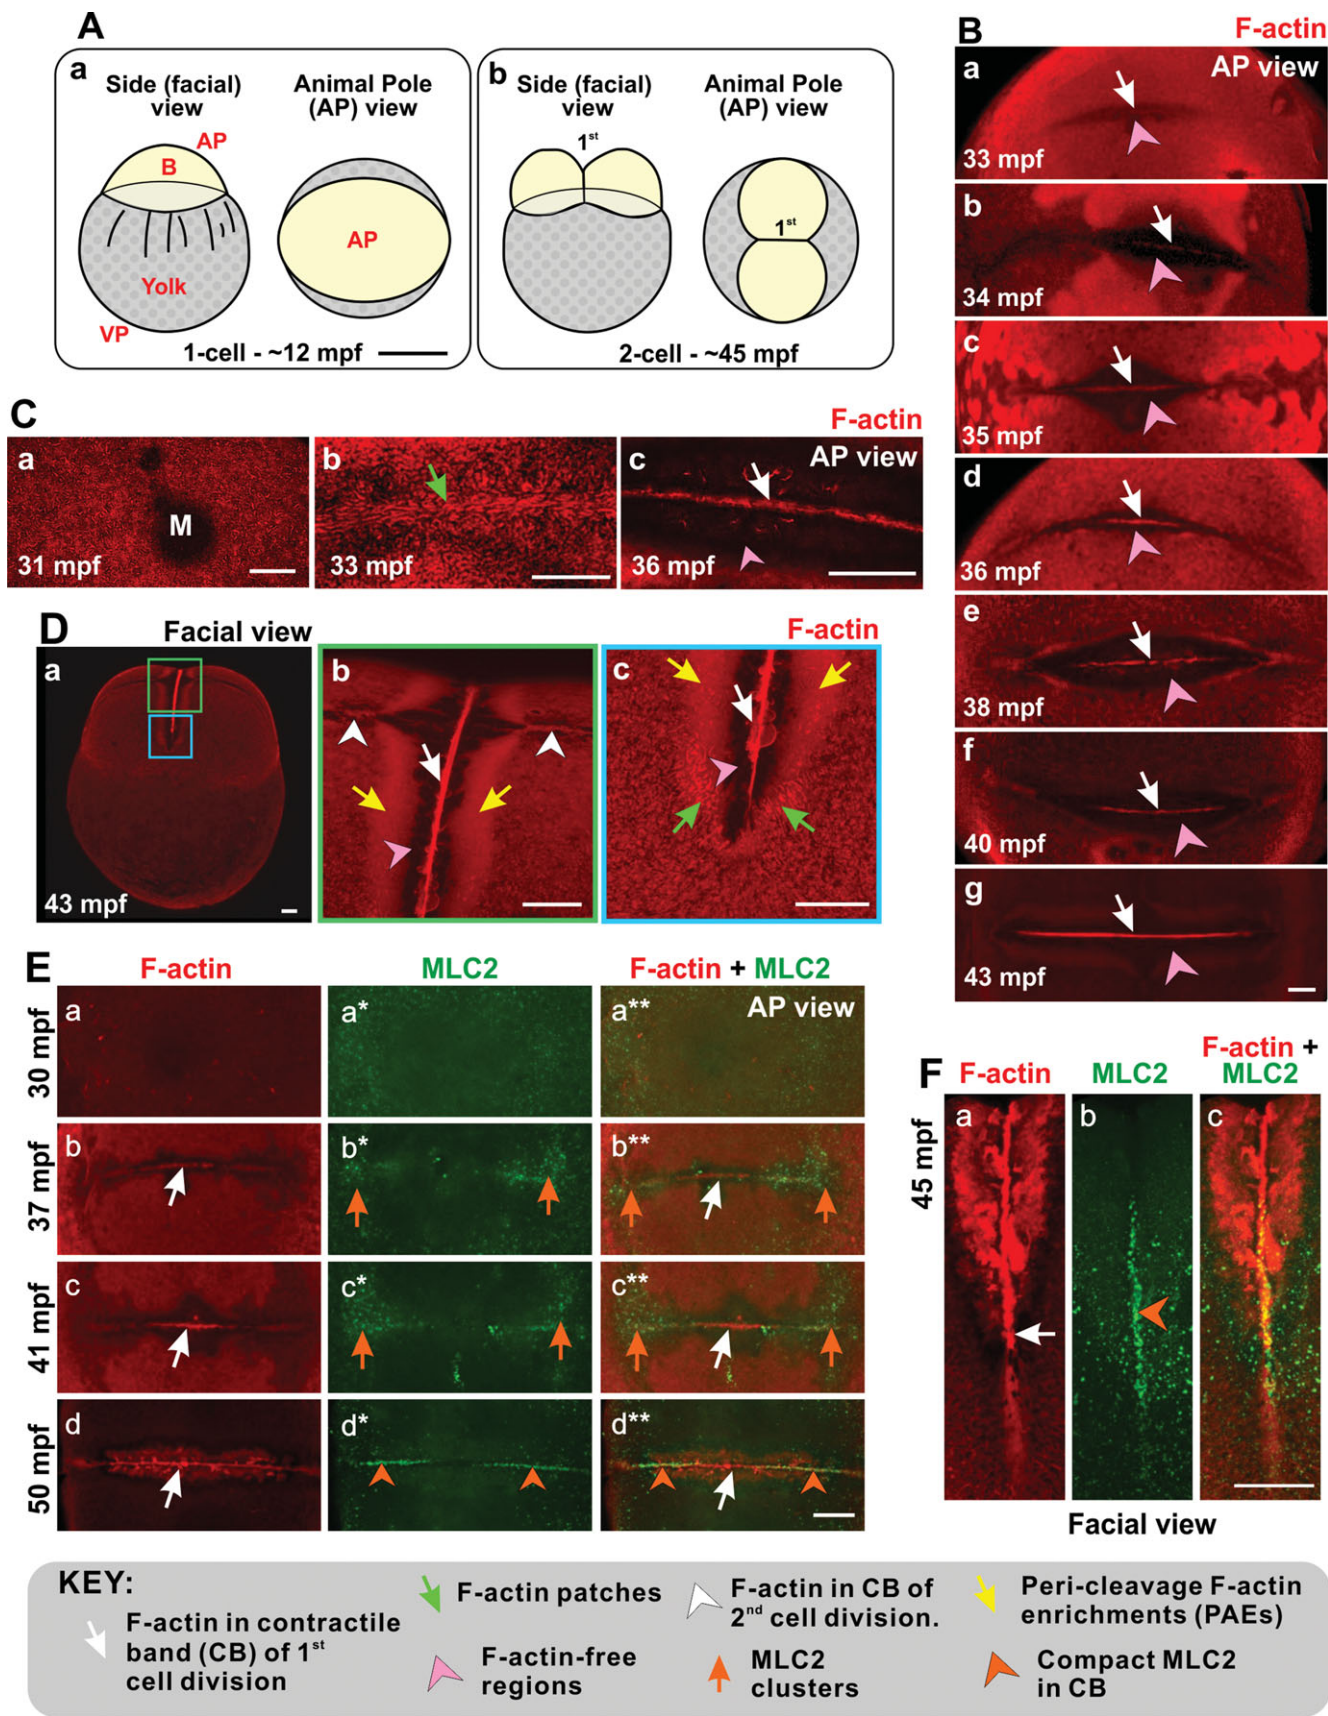 A
a
Side (facial)
view
Animal Pole
(AP) view
AP
B
AP
Yolk
VP
1-cell - ~12 mpf
b
Side (facial)
view
Animal Pole
(AP) view
1st
1st
2-cell - ~45 mpf
B
F-actin
a
AP view
33 mpf
b
34 mpf
c
35 mpf
d
36 mpf
e
38 mpf
f
40 mpf
g
43 mpf
C
F-actin
a
M
31 mpf
b
33 mpf
c
AP view
36 mpf
D
Facial view
F-actin
a
43 mpf
b
c
E
F-actin
MLC2
F-actin + MLC2
30 mpf
a
a*
a**
AP view
37 mpf
b
b*
b**
41 mpf
c
c*
c**
50 mpf
d
d*
d**
F
F-actin
MLC2
F-actin +
MLC2
45 mpf
a
b
c
Facial view
KEY:
F-actin in contractile
band (CB) of 1st
cell division
F-actin patches
F-actin-free
regions
F-actin in CB of
2nd cell division.
MLC2
clusters
Peri-cleavage F-actin
enrichments (PAEs)
Compact MLC2
in CB